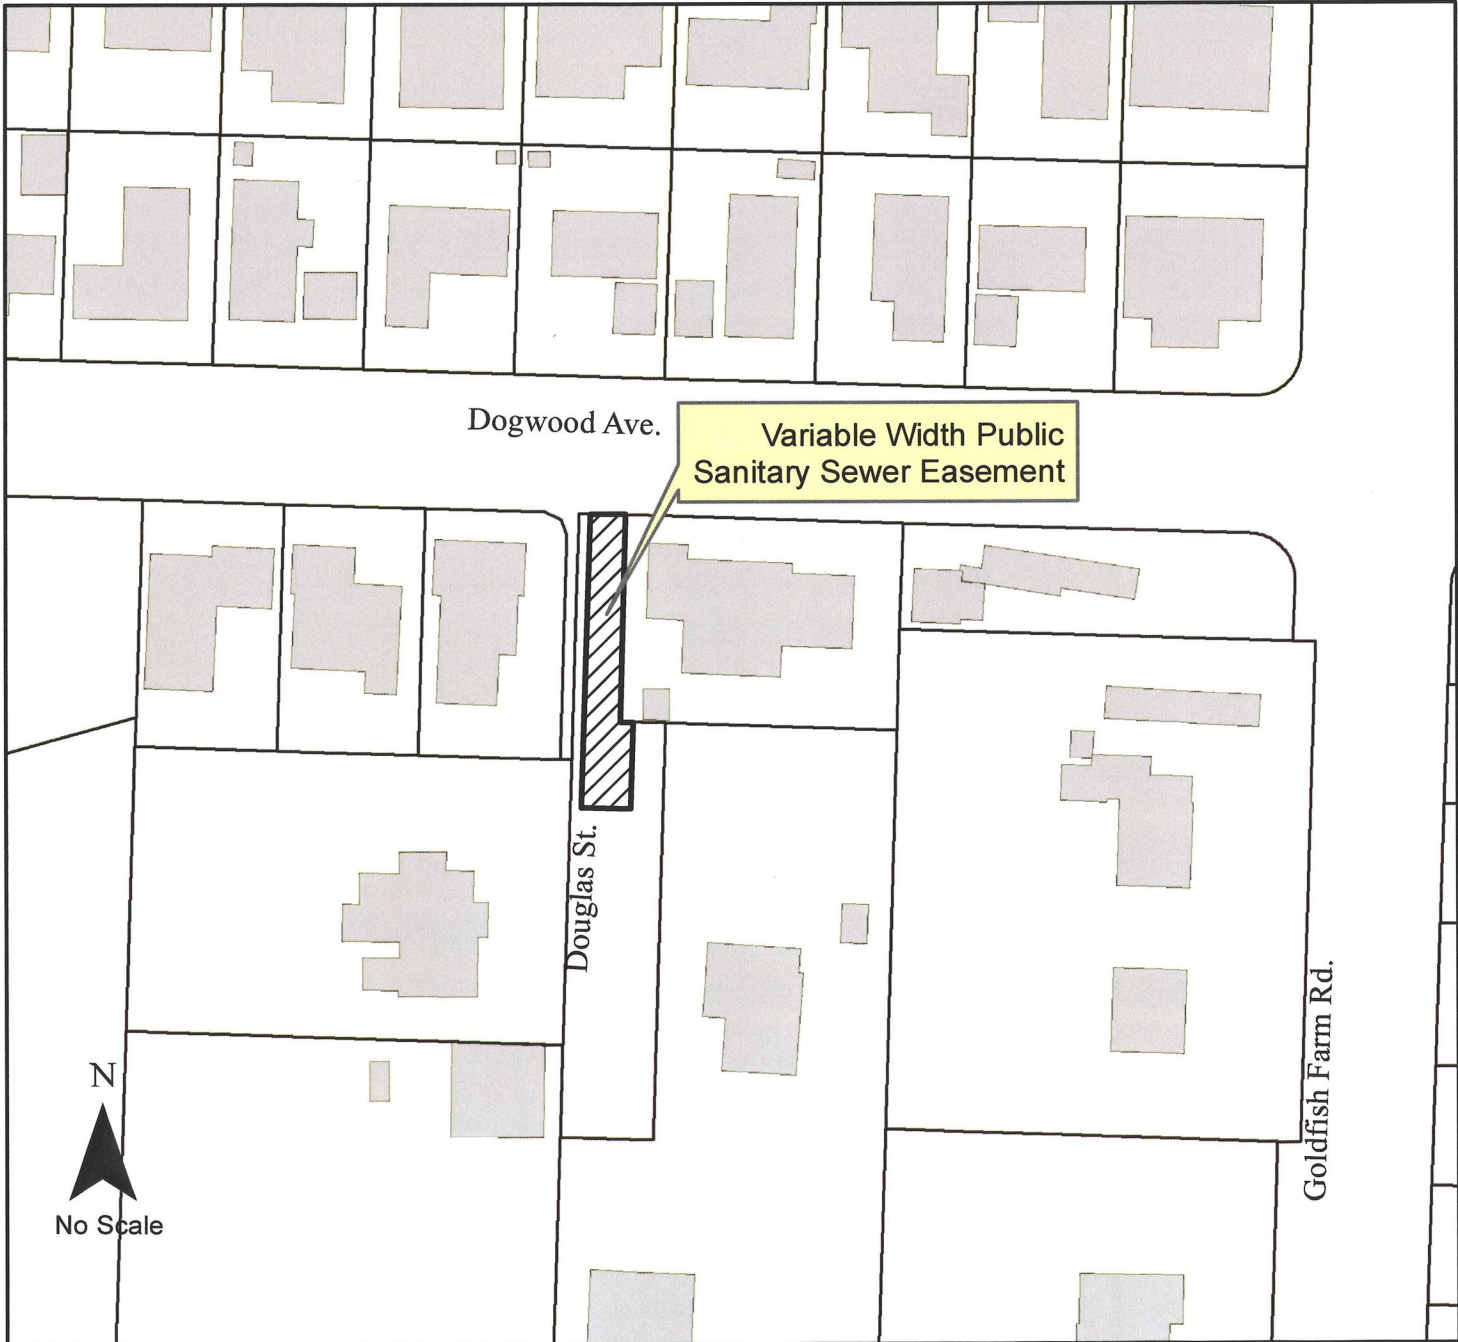 Dogwood Ave.
Variable Width Public
Sanitary Sewer Easement
Douglas St.
Goldfish Farm Rd.
N
No Scale